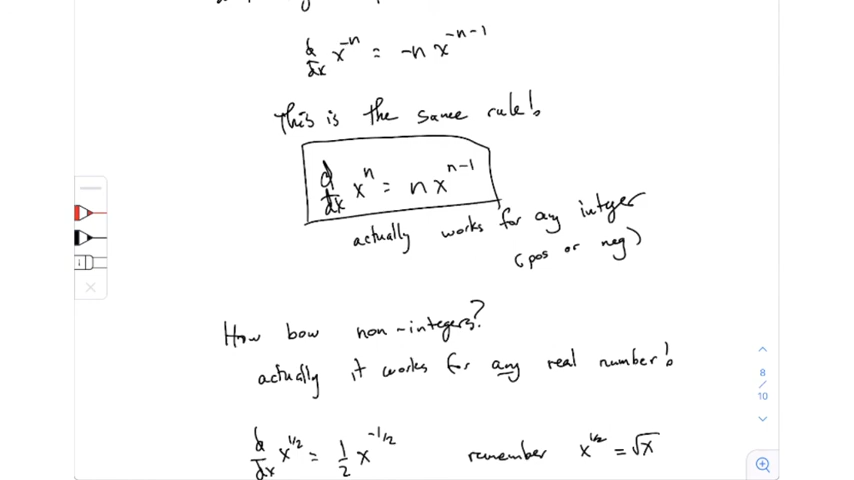 d/dx x^-n = -n x^-n-1
This is the same rule!
d/dx x^n = n x^n-1
actually works for any integer
(pos or neg)
How bow non-integers?
actually it works for any real number!
8
/
10
d/dx x^1/2 = 1/2 x^-1/2 remember x^1/2 = √x